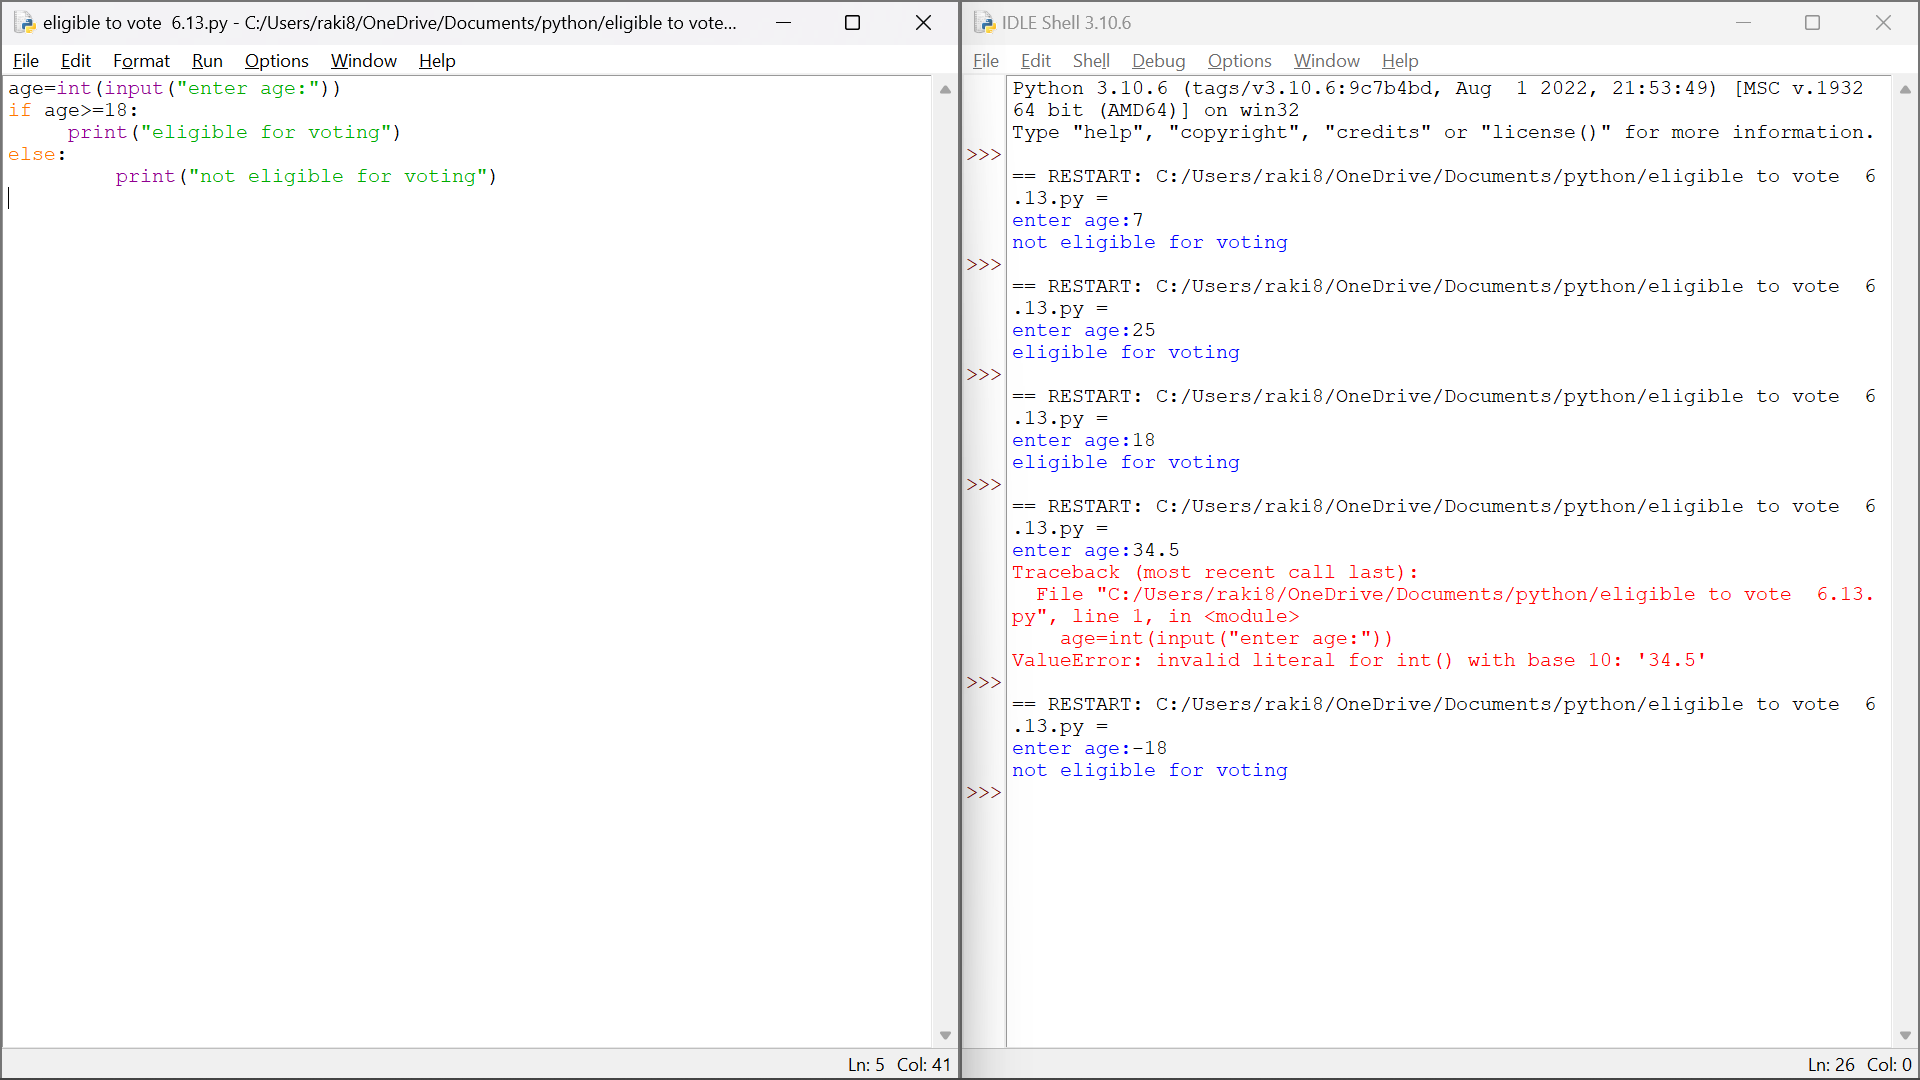 eligible to vote  6.13.py - C:/Users/raki8/OneDrive/Documents/python/eligible to vote...
File Edit Format Run Options Window Help
age=int(input("enter age:"))
if age>=18:
     print("eligible for voting")
else:
         print("not eligible for voting")
Ln: 5 Col: 41
IDLE Shell 3.10.6
File Edit Shell Debug Options Window Help
Python 3.10.6 (tags/v3.10.6:9c7b4bd, Aug  1 2022, 21:53:49) [MSC v.1932
64 bit (AMD64)] on win32
Type "help", "copyright", "credits" or "license()" for more information.
>>>
== RESTART: C:/Users/raki8/OneDrive/Documents/python/eligible to vote  6
.13.py =
enter age:7
not eligible for voting
>>>
== RESTART: C:/Users/raki8/OneDrive/Documents/python/eligible to vote  6
.13.py =
enter age:25
eligible for voting
>>>
== RESTART: C:/Users/raki8/OneDrive/Documents/python/eligible to vote  6
.13.py =
enter age:18
eligible for voting
>>>
== RESTART: C:/Users/raki8/OneDrive/Documents/python/eligible to vote  6
.13.py =
enter age:34.5
Traceback (most recent call last):
  File "C:/Users/raki8/OneDrive/Documents/python/eligible to vote  6.13.
py", line 1, in <module>
    age=int(input("enter age:"))
ValueError: invalid literal for int() with base 10: '34.5'
>>>
== RESTART: C:/Users/raki8/OneDrive/Documents/python/eligible to vote  6
.13.py =
enter age:-18
not eligible for voting
>>>
Ln: 26 Col: 0